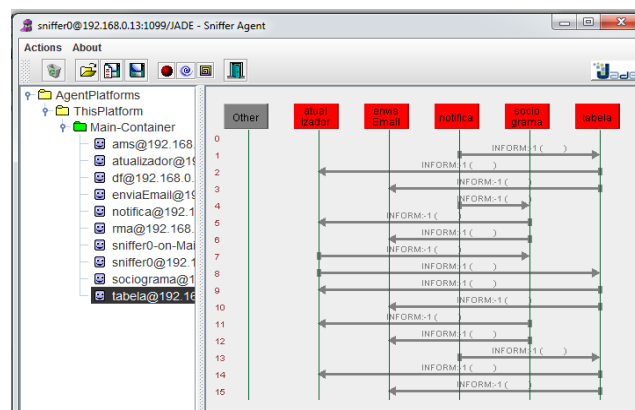 sniffer0@192.168.0.13:1099/JADE - Sniffer Agent
Actions About
Jade
AgentPlatforms
ThisPlatform
Main-Container
ams@192.168.
atualizador@19
df@192.168.0.
enviaEmail@19
notifica@192.1
rma@192.168.
sniffer0-on-Mai
sniffer0@192.1
sociograma@1
tabela@192.16
Other
atual
izador
envia
Email
notifica
socio
grama
tabela
0
1 INFORM:-1 ( )
2 INFORM:-1 ( )
3 INFORM:-1 ( )
4 INFORM:-1 ( )
5 INFORM:-1 ( )
6 INFORM:-1 ( )
7 INFORM:-1 ( )
8 INFORM:-1 ( )
9 INFORM:-1 ( )
10 INFORM:-1 ( )
11 INFORM:-1 ( )
12 INFORM:-1 ( )
13 INFORM:-1 ( )
14 INFORM:-1 ( )
15 INFORM:-1 ( )